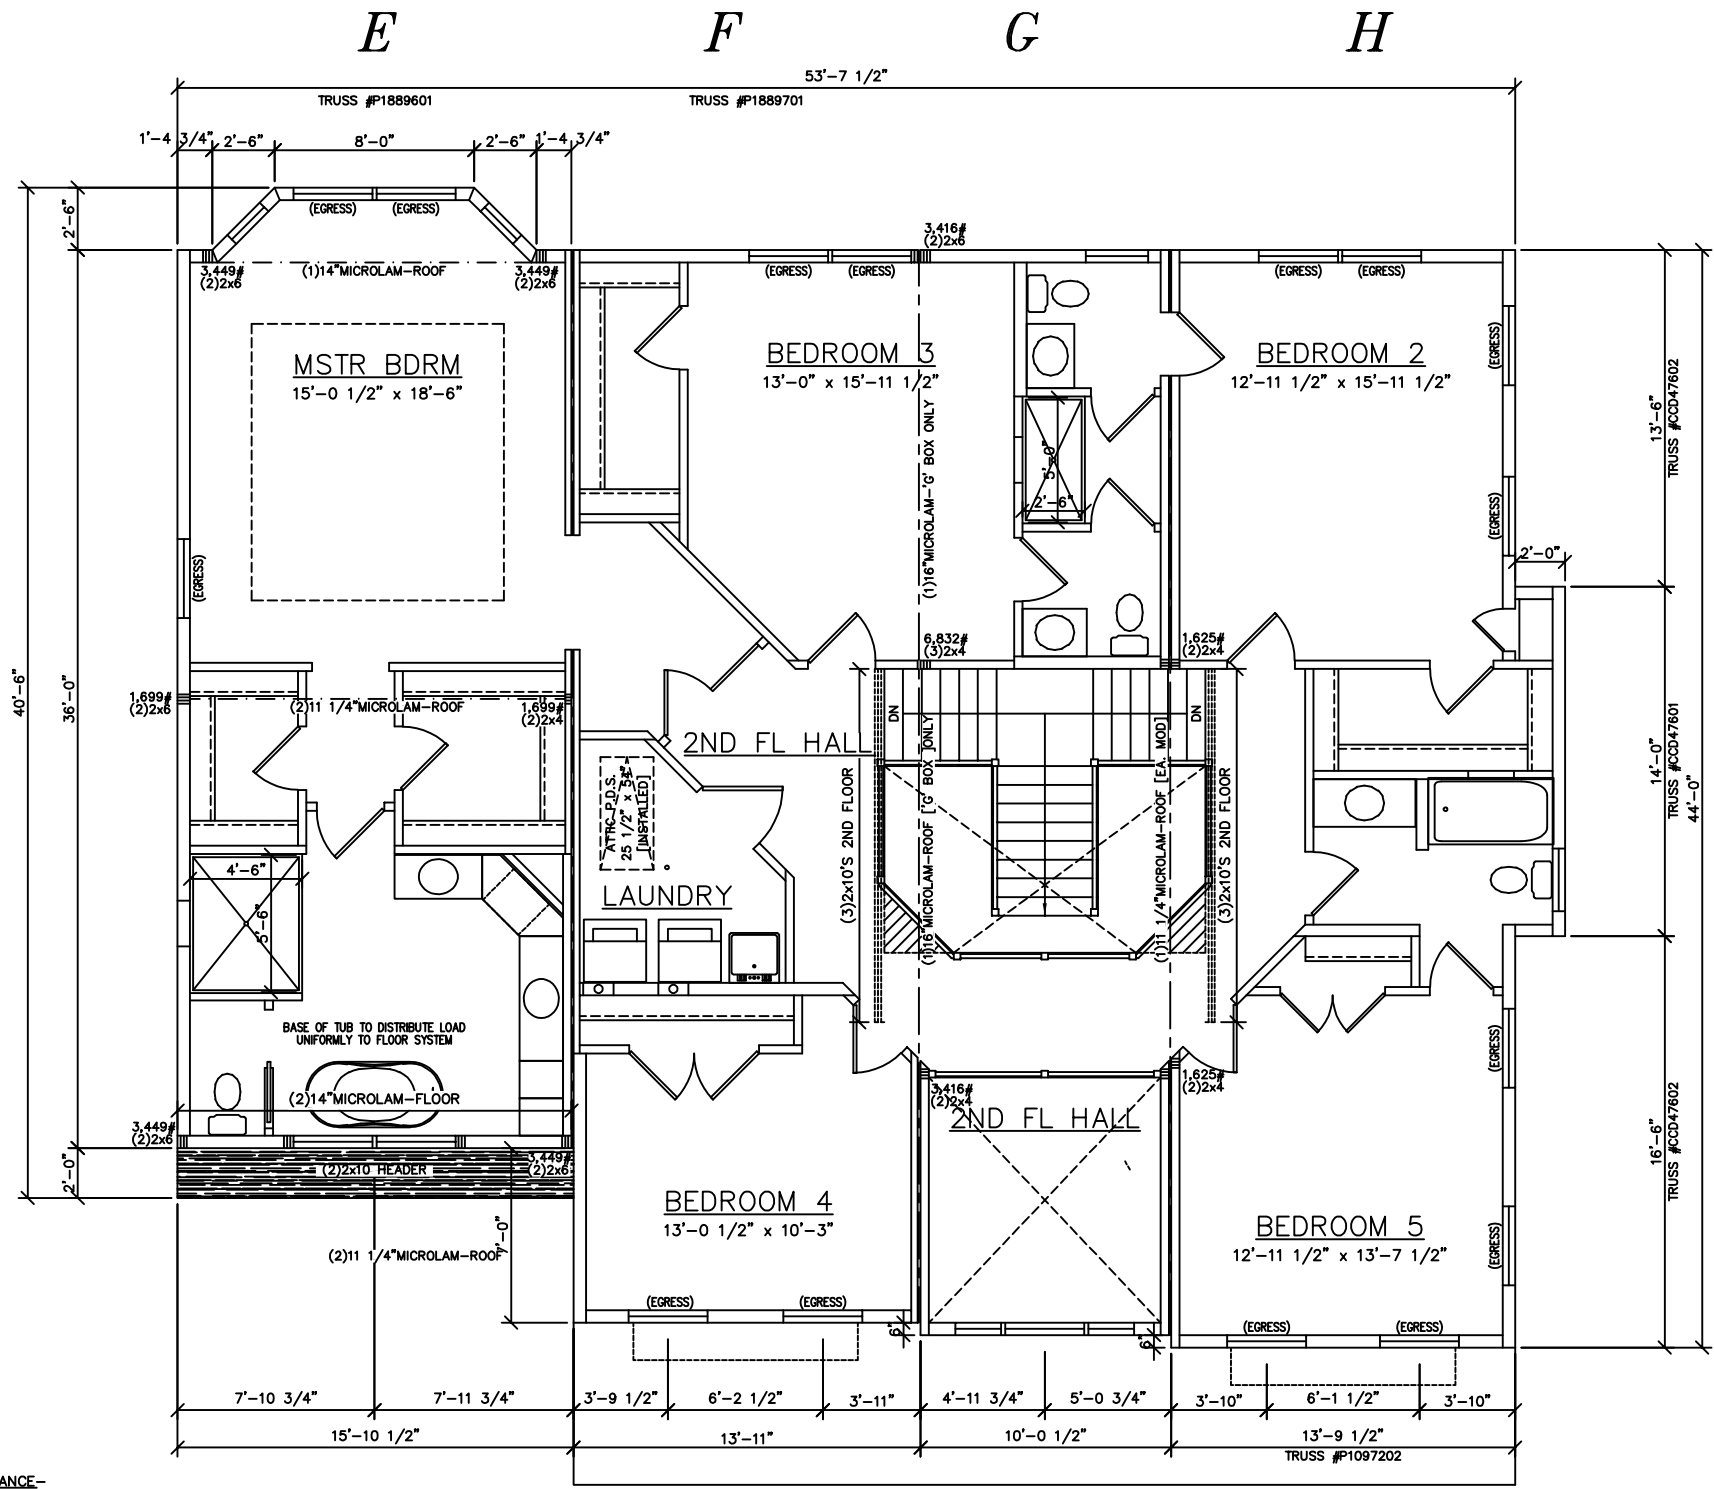 E F G H
53'-7 1/2"
TRUSS #P1889601 TRUSS #P1889701
1'-4 3/4" 2'-6" 8'-0" 2'-6" 1'-4 3/4"
(EGRESS) (EGRESS)
2'-6"
3,416#
(2)2x6
3,449#
(2)2x6
(1)14"MICROLAM-ROOF
3,449#
(2)2x6
(EGRESS) (EGRESS)
(EGRESS) (EGRESS)
MSTR BDRM
15'-0 1/2" x 18'-6"
BEDROOM 3
13'-0" x 15'-11 1/2"
BEDROOM 2
12'-11 1/2" x 15'-11 1/2"
(EGRESS)
(EGRESS)
(EGRESS)
13'-6"
TRUSS #CCD47602
(1)16"MICROLAM-'G' BOX ONLY
5'-0"
2'-6"
2'-0"
40'-6"
36'-0"
6,832#
(3)2x4
1,625#
(2)2x4
1,699#
(2)2x6
(2)11 1/4"MICROLAM-ROOF
1,699#
(2)2x4
2ND FL HALL
DN
DN
14'-0"
TRUSS #CCD47601
44'-0"
ATTIC P.D.S.
25 1/2" x 54"
[INSTALLED]
(3)2x10'S 2ND FLOOR
(1)16"MICROLAM-ROOF ['G' BOX ]ONLY
(1)11 1/4"MICROLAM-ROOF [EA. MOD]
(3)2x10'S 2ND FLOOR
4'-6"
5'-6"
LAUNDRY
BASE OF TUB TO DISTRIBUTE LOAD
UNIFORMLY TO FLOOR SYSTEM
(2)14"MICROLAM-FLOOR
3,449#
(2)2x6
3,449#
(2)2x6
(2)2x10 HEADER
2'-0"
3,416#
(2)2x4
1,625#
(2)2x4
2ND FL HALL
(EGRESS)
(EGRESS)
16'-6"
TRUSS #CCD47602
BEDROOM 4
13'-0 1/2" x 10'-3"
BEDROOM 5
12'-11 1/2" x 13'-7 1/2"
(2)11 1/4"MICROLAM-ROOF
7'-0"
(EGRESS) (EGRESS)
6"
6"
(EGRESS) (EGRESS)
7'-10 3/4" 7'-11 3/4" 3'-9 1/2" 6'-2 1/2" 3'-11" 4'-11 3/4" 5'-0 3/4" 3'-10" 6'-1 1/2" 3'-10"
15'-10 1/2" 13'-11" 10'-0 1/2" 13'-9 1/2"
TRUSS #P1097202
ANCE-